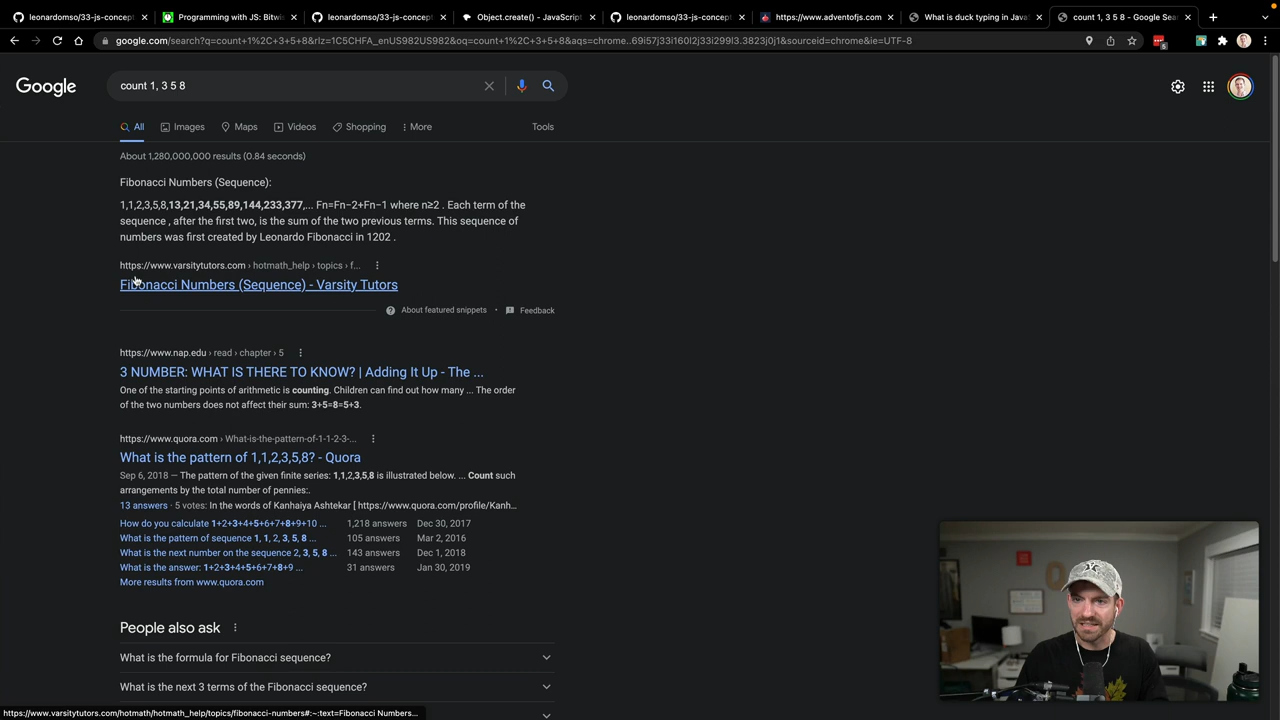 leonardomso/33-js-concept
Programming with JS: Bitwi
leonardomso/33-js-concept
Object.create() - JavaScript
leonardomso/33-js-concept
https://www.adventofjs.com
What is duck typing in Java
count 1, 3 5 8 - Google Sear
google.com/search?q=count+1%2C+3+5+8&rlz=1C5CHFA_enUS982US982&oq=count+1%2C+3+5+8&aqs=chrome..69i57j33i160l2j33i299l3.3823j0j1&sourceid=chrome&ie=UTF-8
5
Google
count 1, 3 5 8
All
Images
Maps
Videos
Shopping
More
Tools
About 1,280,000,000 results (0.84 seconds)
Fibonacci Numbers (Sequence):
1,1,2,3,5,8,13,21,34,55,89,144,233,377,... Fn=Fn−2+Fn−1 where n≥2 . Each term of the
sequence , after the first two, is the sum of the two previous terms. This sequence of
numbers was first created by Leonardo Fibonacci in 1202 .
https://www.varsitytutors.com › hotmath_help › topics › f...
Fibonacci Numbers (Sequence) - Varsity Tutors
About featured snippets • Feedback
https://www.nap.edu › read › chapter › 5
3 NUMBER: WHAT IS THERE TO KNOW? | Adding It Up - The ...
One of the starting points of arithmetic is counting. Children can find out how many ... The order
of the two numbers does not affect their sum: 3+5=8=5+3.
https://www.quora.com › What-is-the-pattern-of-1-1-2-3-...
What is the pattern of 1,1,2,3,5,8? - Quora
Sep 6, 2018 — The pattern of the given finite series: 1,1,2,3,5,8 is illustrated below. ... Count such
arrangements by the total number of pennies:.
13 answers · 5 votes: In the words of Kanhaiya Ashtekar [ https://www.quora.com/profile/Kanh...
How do you calculate 1+2+3+4+5+6+7+8+9+10 ... 1,218 answers Dec 30, 2017
What is the pattern of sequence 1, 1, 2, 3, 5, 8 ... 105 answers Mar 2, 2016
What is the next number on the sequence 2, 3, 5, 8 ... 143 answers Dec 1, 2018
What is the answer: 1+2+3+4+5+6+7+8+9 ... 31 answers Jan 30, 2019
More results from www.quora.com
People also ask
What is the formula for Fibonacci sequence?
What is the next 3 terms of the Fibonacci sequence?
https://www.varsitytutors.com/hotmath/hotmath_help/topics/fibonacci-numbers#:~:text=Fibonacci Numbers...